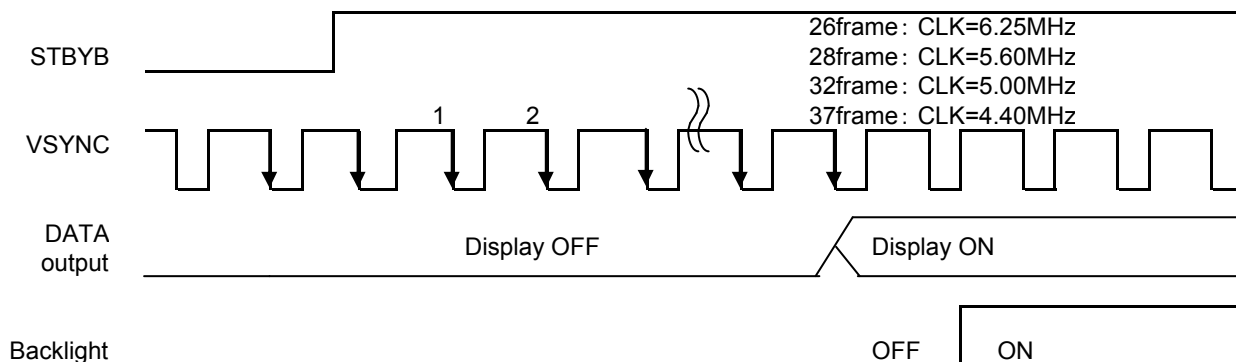 26frame: CLK=6.25MHz
STBYB
28frame: CLK=5.60MHz
32frame: CLK=5.00MHz
37frame: CLK=4.40MHz
1 2
VSYNC
DATA
output
Display OFF
Display ON
Backlight
OFF
ON